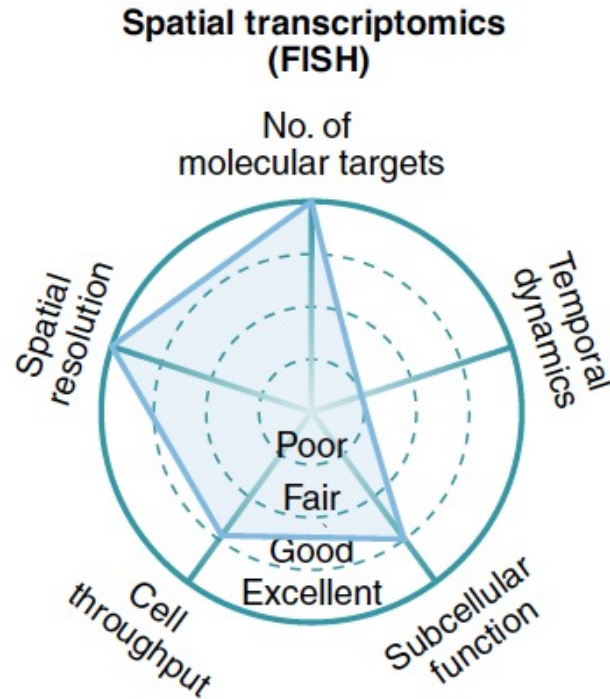 Spatial transcriptomics
(FISH)
No. of
molecular targets
Temporal
dynamics
Spatial
resolution
Poor
Fair
Good
Excellent
Cell
throughput
Subcellular
function